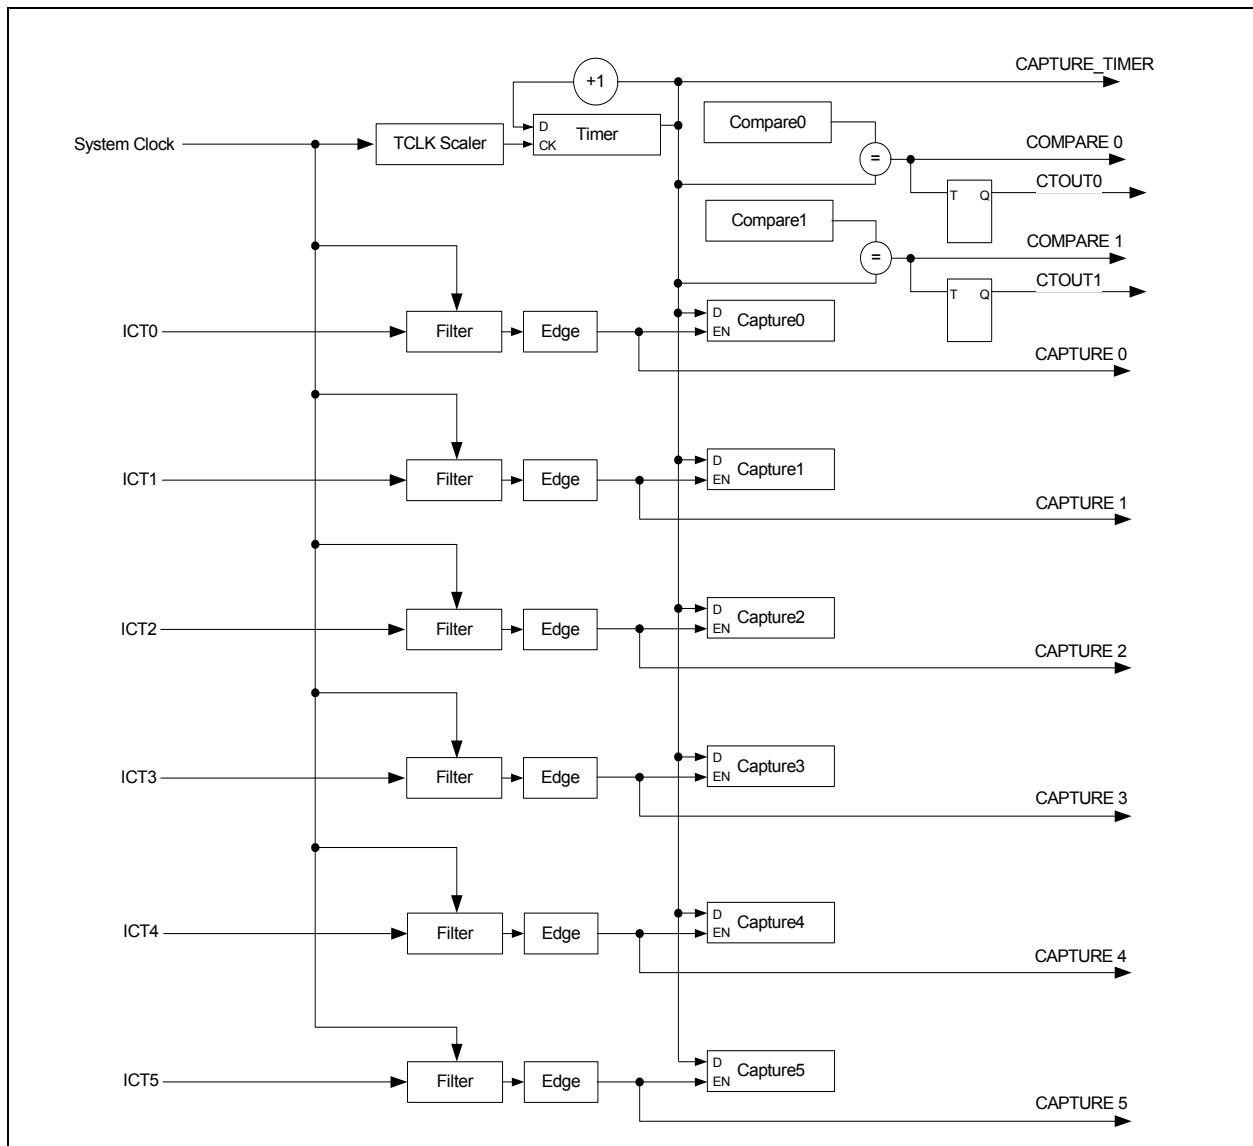 CAPTURE_TIMER
+1
D
CK
Timer
Compare0
System Clock
TCLK Scaler
=
COMPARE 0
T Q
CTOUT0
Compare1
=
COMPARE 1
T Q
CTOUT1
ICT0
Filter
Edge
D
EN
Capture0
CAPTURE 0
ICT1
Filter
Edge
D
EN
Capture1
CAPTURE 1
ICT2
Filter
Edge
D
EN
Capture2
CAPTURE 2
ICT3
Filter
Edge
D
EN
Capture3
CAPTURE 3
ICT4
Filter
Edge
D
EN
Capture4
CAPTURE 4
ICT5
Filter
Edge
D
EN
Capture5
CAPTURE 5